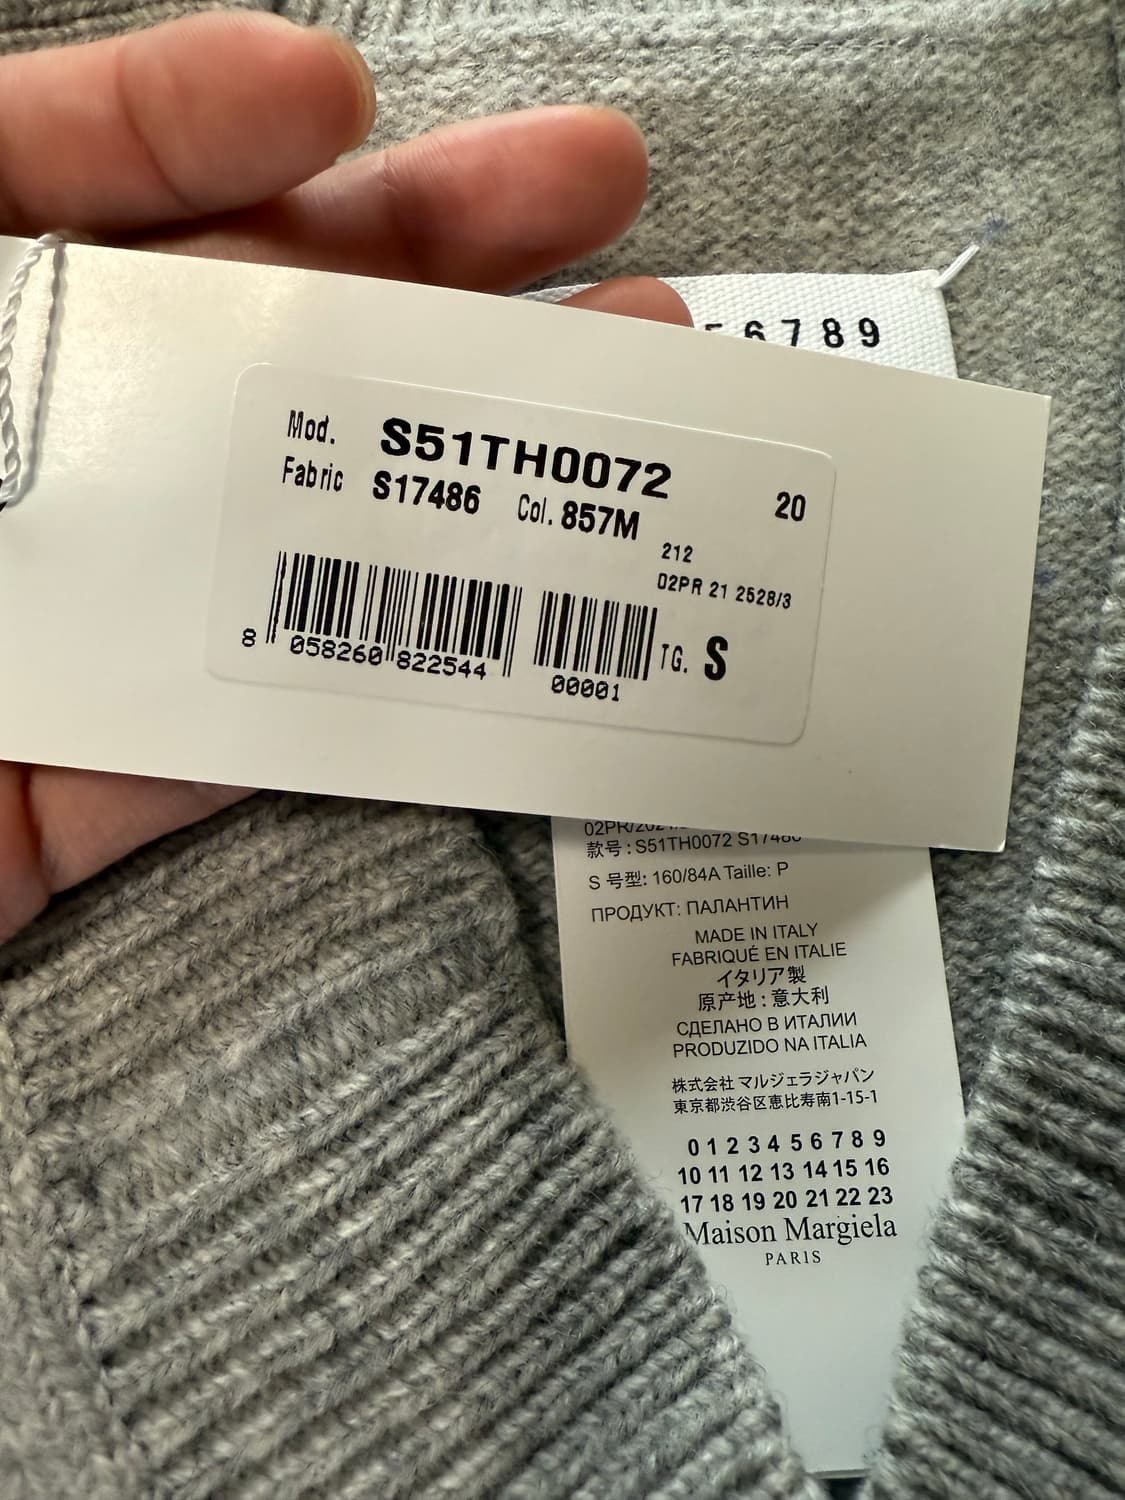 6 7 8 9
Mod. S51TH0072 20
Fabric S17486 Col. 857M
212
02PR 21 2528/3
8 058260 822544 00001 TG. S
款号 : S51TH0072 S17486
S 号型: 160/84A Taille: P
ПРОДУКТ: ПАЛАНТИН
MADE IN ITALY
FABRIQUÉ EN ITALIE
イタリア製
原产地 : 意大利
СДЕЛАНО В ИТАЛИИ
PRODUZIDO NA ITALIA
株式会社 マルジェラジャパン
東京都渋谷区恵比寿南1-15-1
0 1 2 3 4 5 6 7 8 9
10 11 12 13 14 15 16
17 18 19 20 21 22 23
Maison Margiela
PARIS